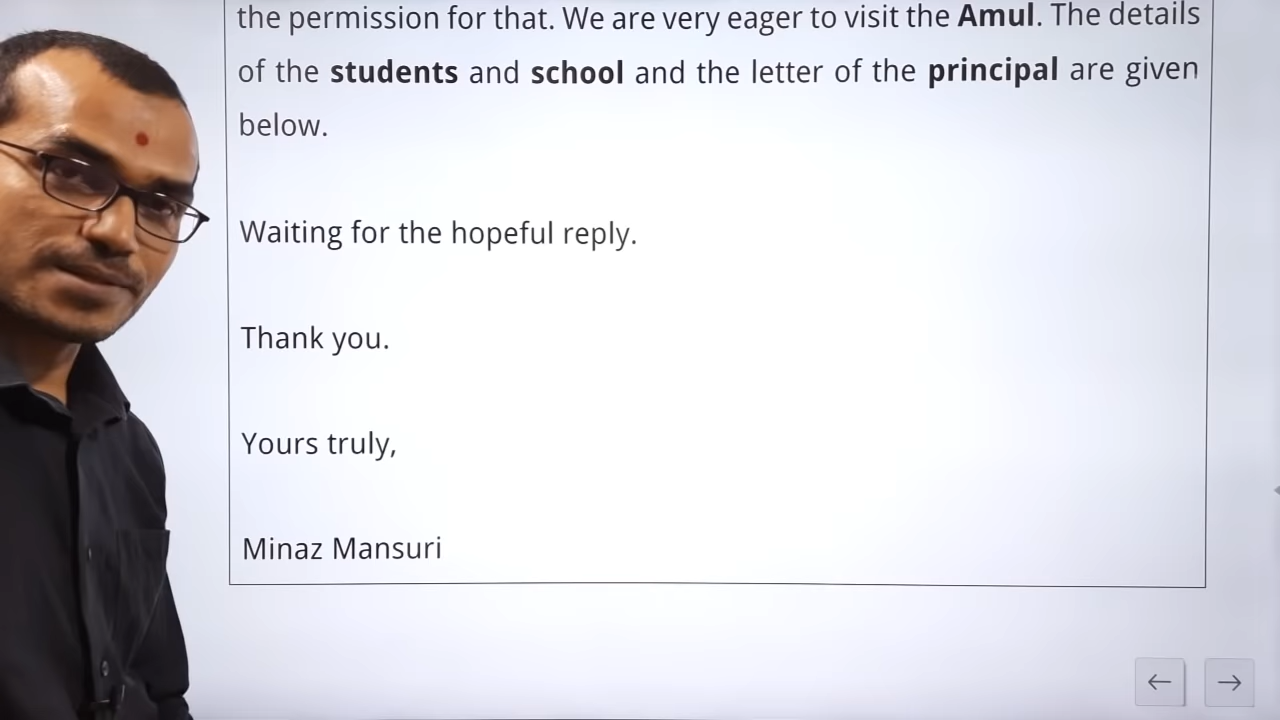 the permission for that. We are very eager to visit the Amul. The details
of the students and school and the letter of the principal are given
below.
Waiting for the hopeful reply.
Thank you.
Yours truly,
Minaz Mansuri